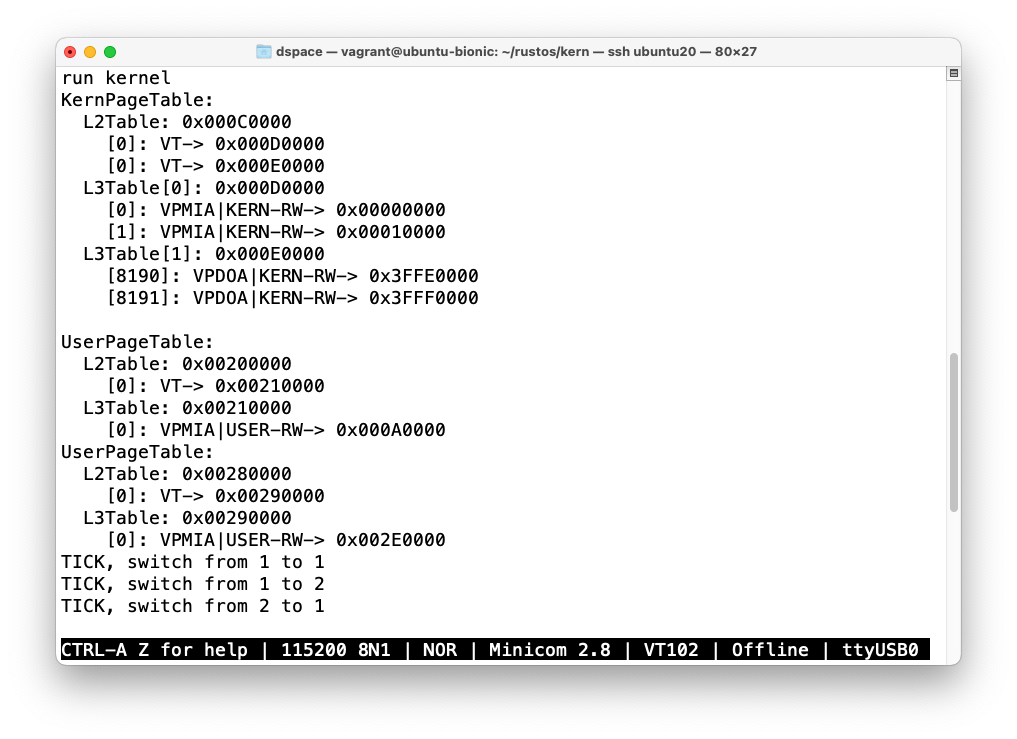 dspace — vagrant@ubuntu-bionic: ~/rustos/kern — ssh ubuntu20 — 80×27
run kernel
KernPageTable:
  L2Table: 0x000C0000
    [0]: VT-> 0x000D0000
    [0]: VT-> 0x000E0000
  L3Table[0]: 0x000D0000
    [0]: VPMIA|KERN-RW-> 0x00000000
    [1]: VPMIA|KERN-RW-> 0x00010000
  L3Table[1]: 0x000E0000
    [8190]: VPDOA|KERN-RW-> 0x3FFE0000
    [8191]: VPDOA|KERN-RW-> 0x3FFF0000

UserPageTable:
  L2Table: 0x00200000
    [0]: VT-> 0x00210000
  L3Table: 0x00210000
    [0]: VPMIA|USER-RW-> 0x000A0000
UserPageTable:
  L2Table: 0x00280000
    [0]: VT-> 0x00290000
  L3Table: 0x00290000
    [0]: VPMIA|USER-RW-> 0x002E0000
TICK, switch from 1 to 1
TICK, switch from 1 to 2
TICK, switch from 2 to 1

CTRL-A Z for help | 115200 8N1 | NOR | Minicom 2.8 | VT102 | Offline | ttyUSB0